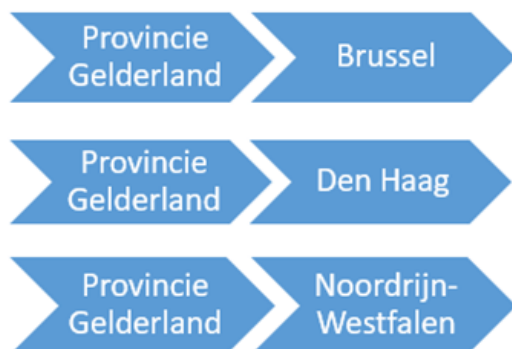 Provincie
Gelderland
Brussel
Provincie
Gelderland
Den Haag
Provincie
Gelderland
Noordrijn-
Westfalen